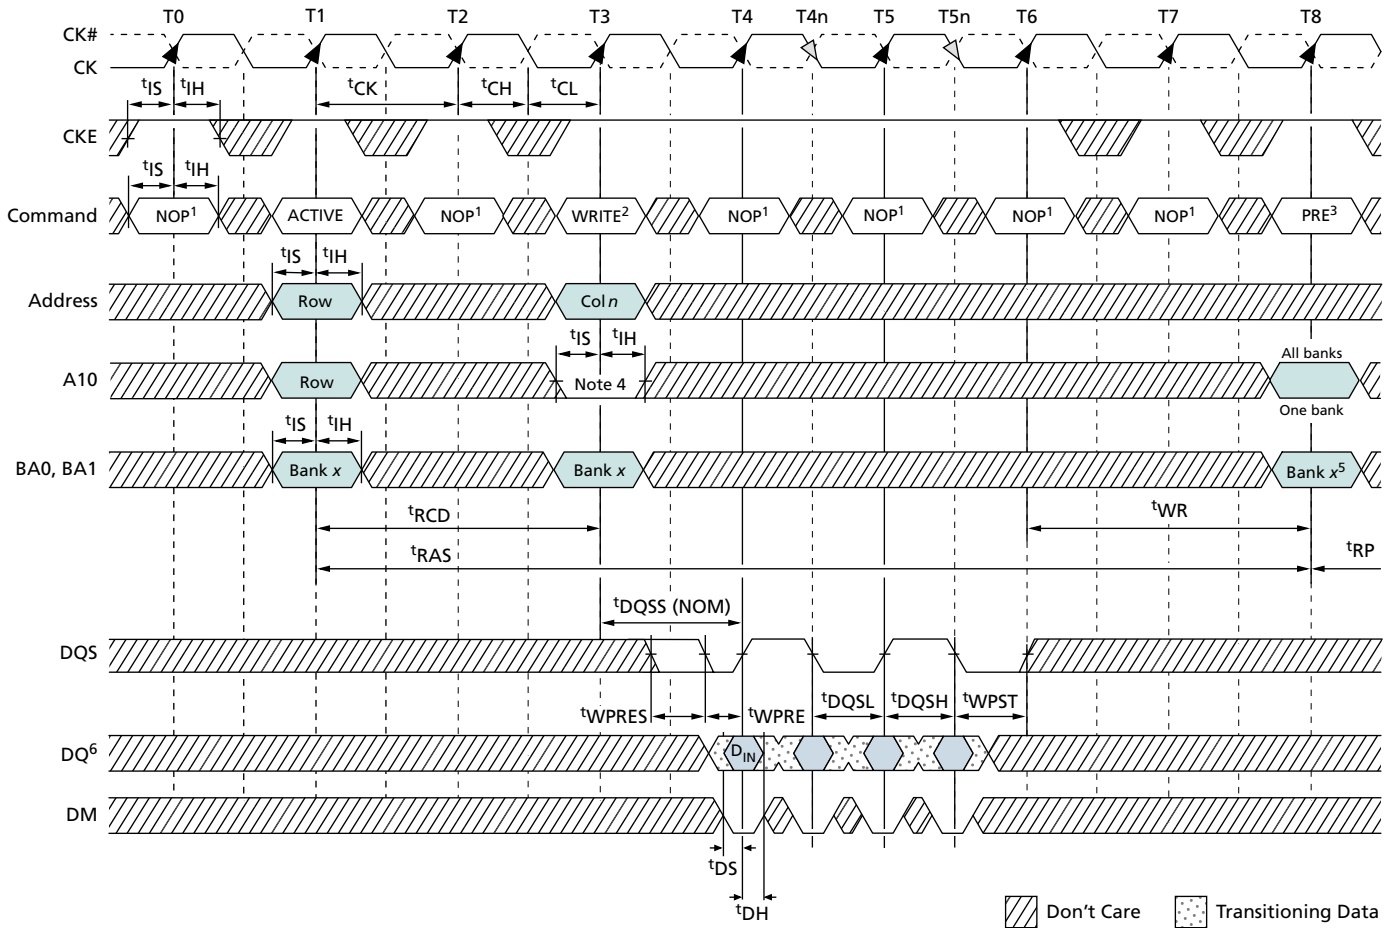 T0 T1 T2 T3 T4 T4n T5 T5n T6 T7 T8
CK#
CK
tIS tIH tCK tCH tCL
CKE
tIS tIH
Command NOP1 ACTIVE NOP1 WRITE2 NOP1 NOP1 NOP1 NOP1 PRE3
tIS tIH
Address Row Col n
tIS tIH
All banks
A10 Row Note 4
One bank
tIS tIH
BA0, BA1 Bank x Bank x Bank x5
tRCD tWR
tRAS tRP
tDQSS (NOM)
DQS
tWPRES tWPRE tDQSL tDQSH tWPST
DQ6 DIN
DM
tDS
tDH
Don't Care Transitioning Data